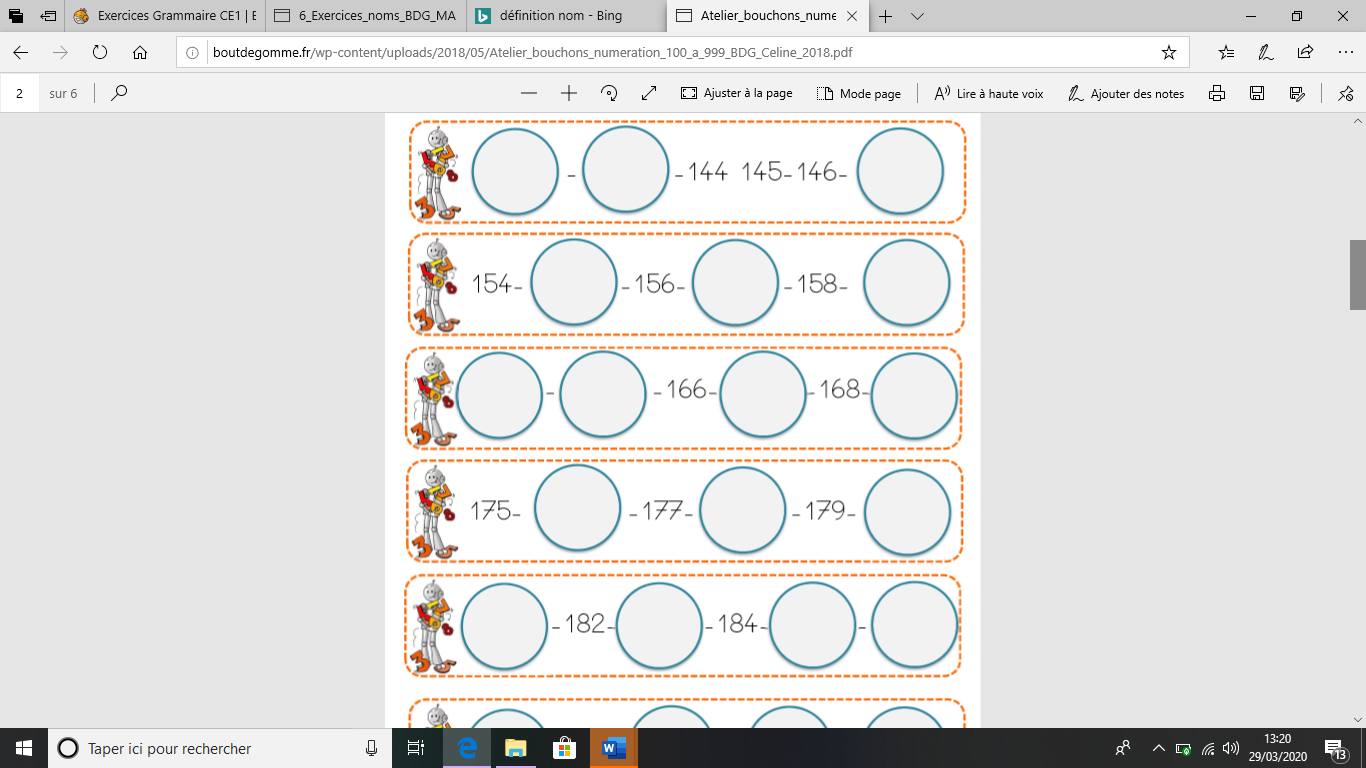 Exercices Grammaire CE1 | E
6_Exercices_noms_BDG_MA
définition nom - Bing
Atelier_bouchons_nume
boutdegomme.fr/wp-content/uploads/2018/05/Atelier_bouchons_numeration_100_a_999_BDG_Celine_2018.pdf
2 sur 6
Ajuster à la page
Mode page
Lire à haute voix
Ajouter des notes
- - 144 145- 146-
154- - 156- - 158-
- - 166- - 168-
175- - 177- - 179-
- 182- - 184- -
Taper ici pour rechercher
13:20
29/03/2020
13